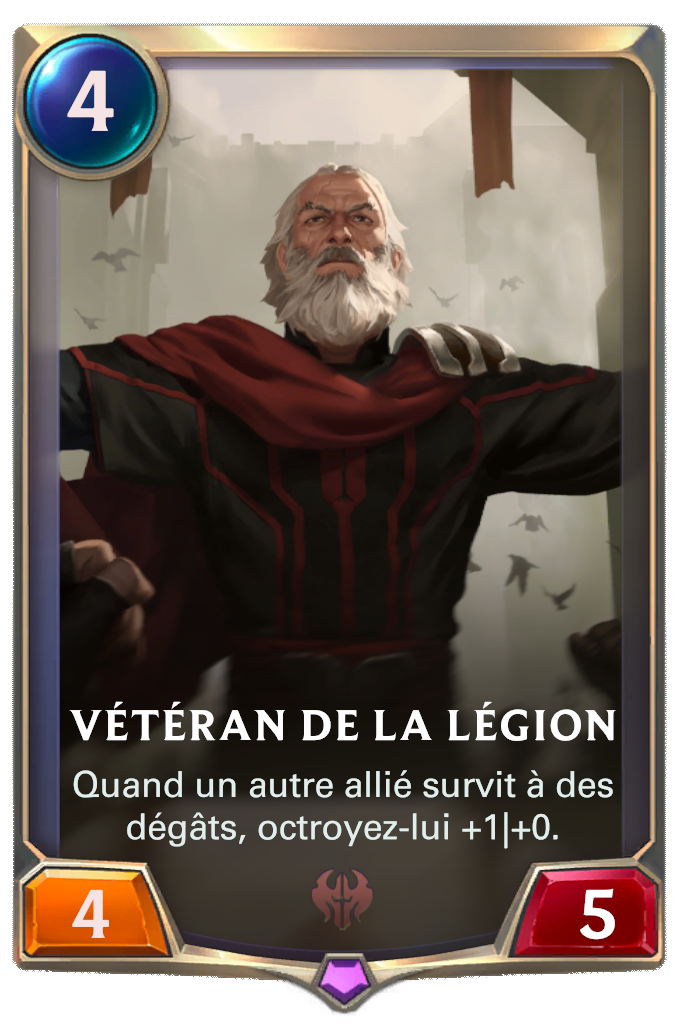 4
VÉTÉRAN DE LA LÉGION
Quand un autre allié survit à des
dégâts, octroyez-lui +1|+0.
4
5